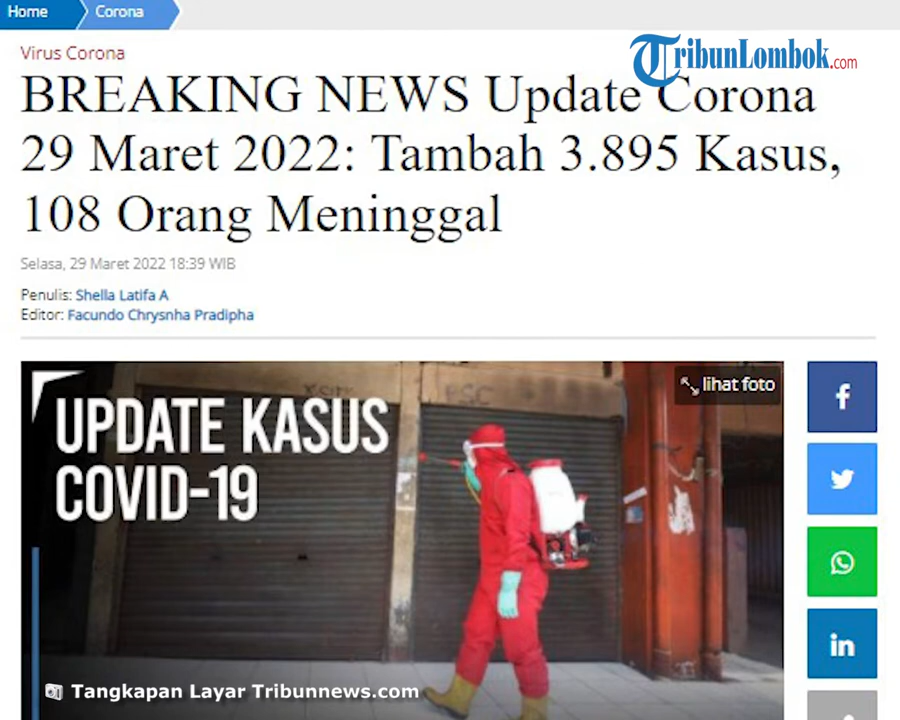 Home Corona
Virus Corona
TribunLombok.com
BREAKING NEWS Update Corona
29 Maret 2022: Tambah 3.895 Kasus,
108 Orang Meninggal
Selasa, 29 Maret 2022 18:39 WIB
Penulis: Shella Latifa A
Editor: Facundo Chrysnha Pradipha
lihat foto
UPDATE KASUS
COVID-19
Tangkapan Layar Tribunnews.com